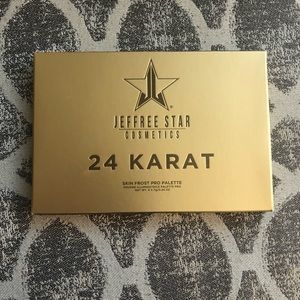 JEFFREE STAR
COSMETICS
24 KARAT
SKIN FROST PRO PALETTE